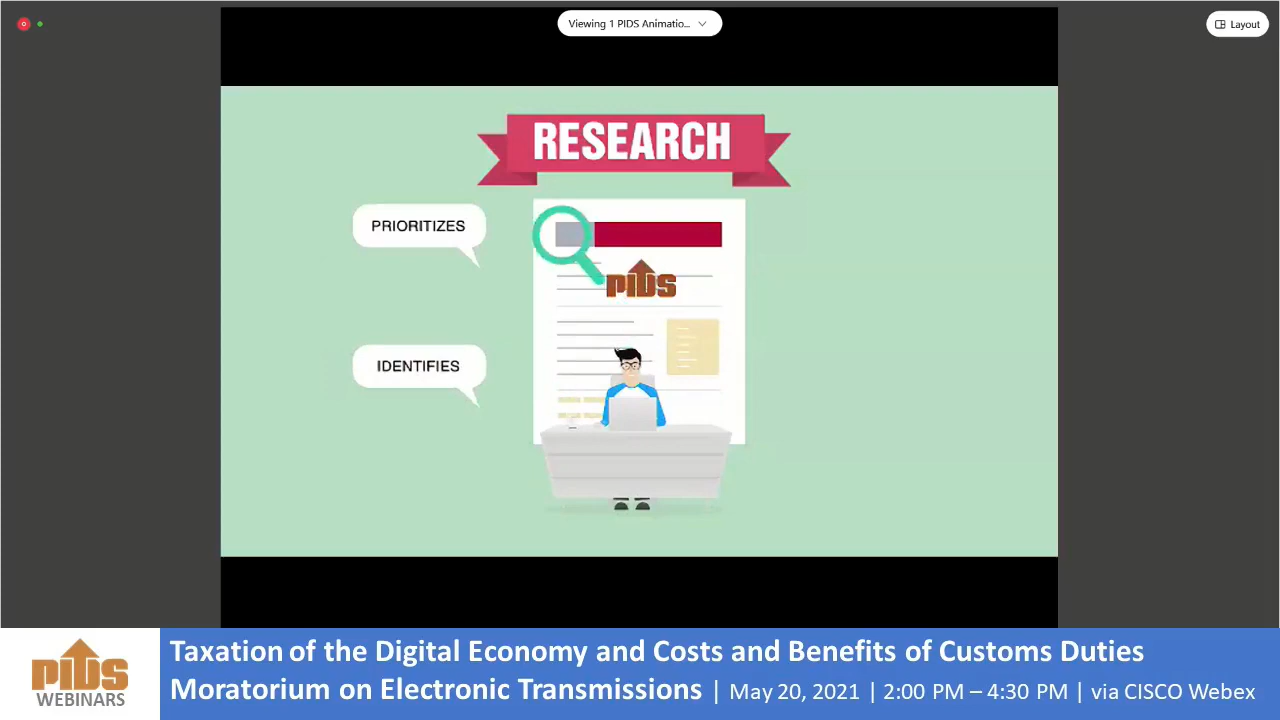 Viewing 1 PIDS Animatio...
Layout
RESEARCH
PRIORITIZES
PIDS
IDENTIFIES
PIDS
WEBINARS
Taxation of the Digital Economy and Costs and Benefits of Customs Duties
Moratorium on Electronic Transmissions | May 20, 2021 | 2:00 PM – 4:30 PM | via CISCO Webex